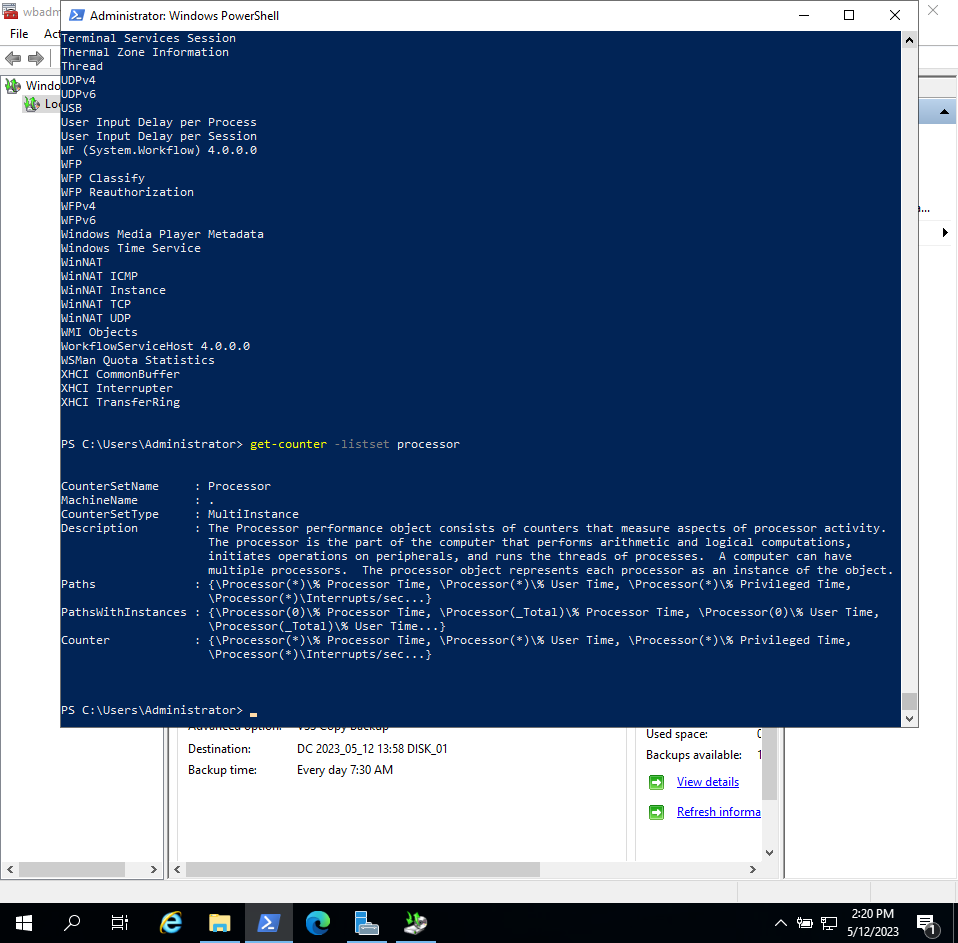 wbadm
Administrator: Windows PowerShell
File
Windo
Terminal Services Session
Thermal Zone Information
Thread
UDPv4
UDPv6
USB
User Input Delay per Process
User Input Delay per Session
WF (System.Workflow) 4.0.0.0
WFP
WFP Classify
WFP Reauthorization
WFPv4
WFPv6
Windows Media Player Metadata
Windows Time Service
WinNAT
WinNAT ICMP
WinNAT Instance
WinNAT TCP
WinNAT UDP
WMI Objects
WorkflowServiceHost 4.0.0.0
WSMan Quota Statistics
XHCI CommonBuffer
XHCI Interrupter
XHCI TransferRing
PS C:\Users\Administrator> get-counter -listset processor
CounterSetName : Processor
MachineName : .
CounterSetType : MultiInstance
Description : The Processor performance object consists of counters that measure aspects of processor activity.
The processor is the part of the computer that performs arithmetic and logical computations,
initiates operations on peripherals, and runs the threads of processes. A computer can have
multiple processors. The processor object represents each processor as an instance of the object.
Paths : {\Processor(*)\% Processor Time, \Processor(*)\% User Time, \Processor(*)\% Privileged Time,
\Processor(*)\Interrupts/sec...}
PathsWithInstances : {\Processor(0)\% Processor Time, \Processor(_Total)\% Processor Time, \Processor(0)\% User Time,
\Processor(_Total)\% User Time...}
Counter : {\Processor(*)\% Processor Time, \Processor(*)\% User Time, \Processor(*)\% Privileged Time,
\Processor(*)\Interrupts/sec...}
PS C:\Users\Administrator>
Advanced option: VSS Copy Backup
Destination: DC 2023_05_12 13:58 DISK_01
Backup time: Every day 7:30 AM
Used space:
Backups available: 1
View details
Refresh informa
2:20 PM
5/12/2023
1